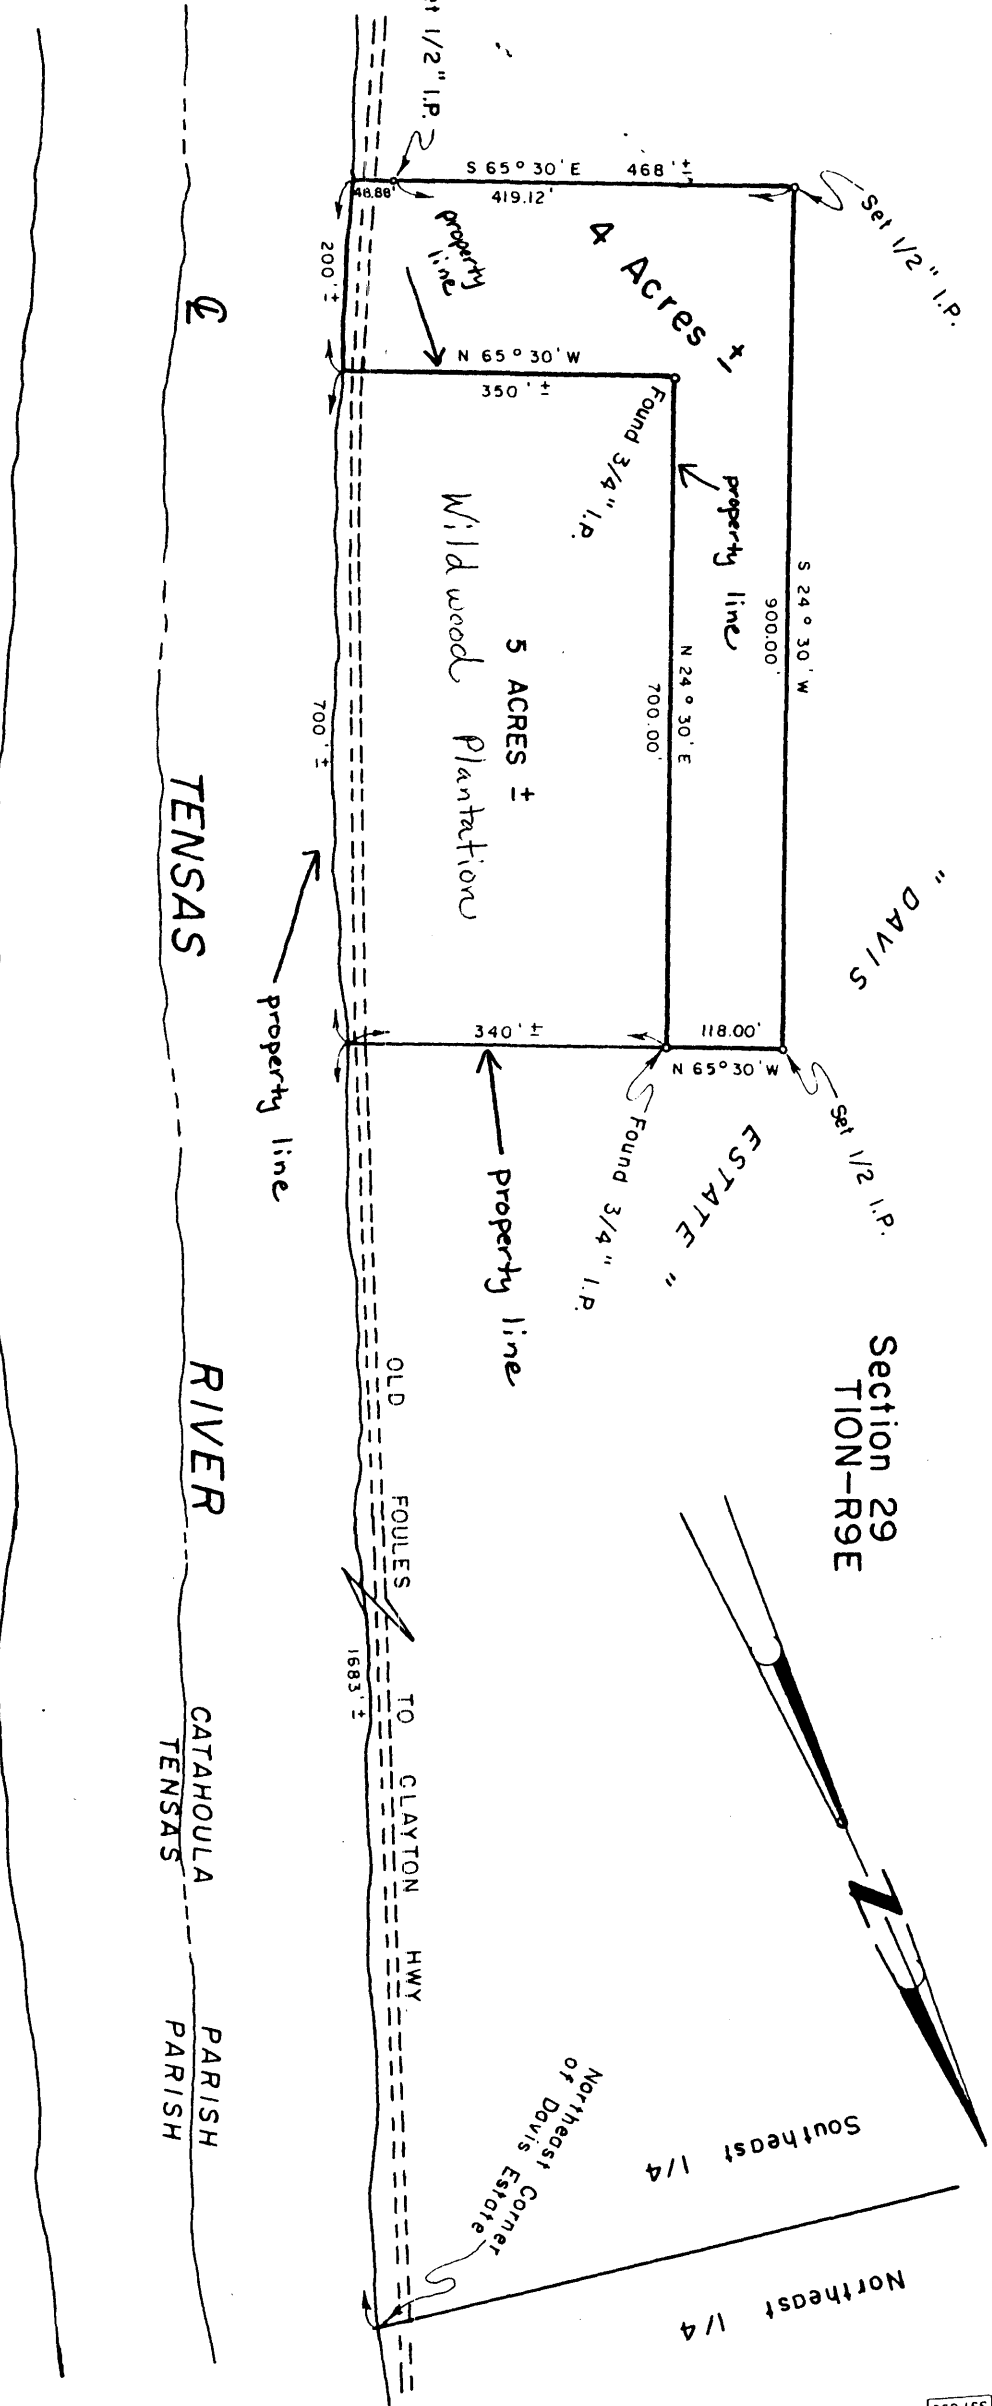 1/2" I.P.
S 65° 30' E 468'±
48.88'
419.12'
Set 1/2" I.P.
property
line
4 Acres ±
200'±
℄
N 65° 30' W
350'±
Found 3/4" I.P.
property line
S 24° 30' W
900.00'
N 24° 30' E
700.00'
5 ACRES ±
Wildwood Plantation
700'±
property line
TENSAS RIVER
340'±
118.00'
N 65° 30' W
property line
Found 3/4" I.P.
Set 1/2 I.P.
" DAVIS ESTATE "
Section 29
T10N-R9E
OLD FOULES TO CLAYTON HWY.
1683'±
CATAHOULA PARISH
TENSAS PARISH
N
Northeast Corner
of Davis Estate
Southeast 1/4
Northeast 1/4